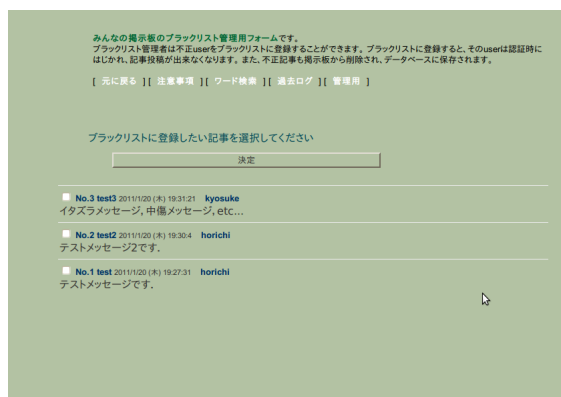 みんなの掲示板のブラックリスト管理用フォームです。
ブラックリスト管理者は不正userをブラックリストに登録することができます。ブラックリストに登録すると、そのuserは認証時に
はじかれ、記事投稿が出来なくなります。また、不正記事も掲示板から削除され、データベースに保存されます。
[ 元に戻る ][ 注意事項 ][ ワード検索 ][ 過去ログ ][ 管理用 ]
ブラックリストに登録したい記事を選択してください
決定
No.3 test3 2011/1/20 (木) 19:31:21 kyosuke
イタズラメッセージ, 中傷メッセージ, etc...
No.2 test2 2011/1/20 (木) 19:30:4 horichi
テストメッセージ2です.
No.1 test 2011/1/20 (木) 19:27:31 horichi
テストメッセージです.